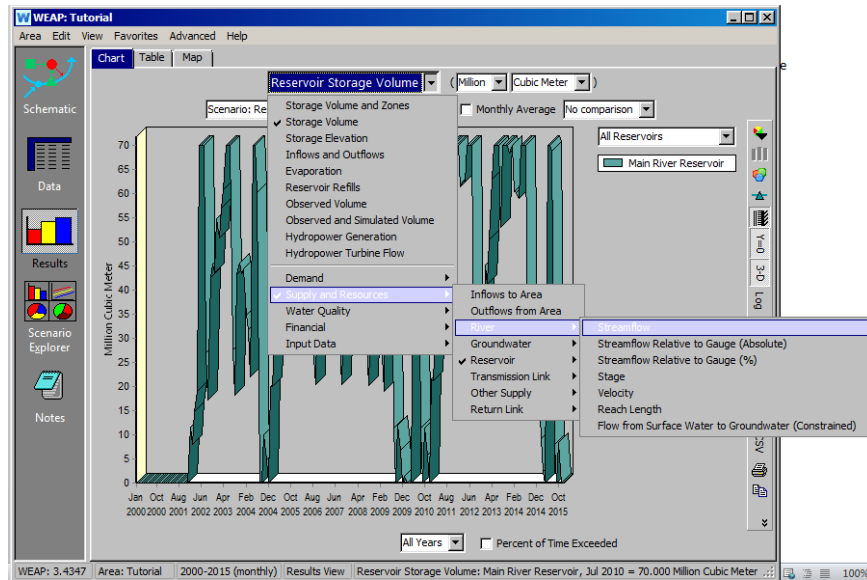 WEAP: Tutorial
Area Edit View Favorites Advanced Help
Chart Table Map
e
Reservoir Storage Volume ( Million Cubic Meter )
Scenario: Re
Monthly Average No comparison
Schematic
Data
Results
Scenario
Explorer
Notes
Storage Volume and Zones
Storage Volume
Storage Elevation
Inflows and Outflows
Evaporation
Reservoir Refills
Observed Volume
Observed and Simulated Volume
Hydropower Generation
Hydropower Turbine Flow
Demand
Supply and Resources
Water Quality
Financial
Input Data
Inflows to Area
Outflows from Area
River
Groundwater
Reservoir
Transmission Link
Other Supply
Return Link
Streamflow
Streamflow Relative to Gauge (Absolute)
Streamflow Relative to Gauge (%)
Stage
Velocity
Reach Length
Flow from Surface Water to Groundwater (Constrained)
All Reservoirs
Main River Reservoir
Y=0
3-D
Log
CSV
Million Cubic Meter
70
65
60
55
50
45
40
35
30
25
20
15
10
5
0
Jan Oct Aug Jun Apr Feb Dec Oct Aug Jun Apr Feb Dec Oct Aug Jun Apr Feb Dec Oct
2000 2000 2001 2002 2003 2004 2004 2005 2006 2007 2008 2009 2009 2010 2011 2012 2013 2014 2014 2015
All Years Percent of Time Exceeded
WEAP: 3.4347 Area: Tutorial 2000-2015 (monthly) Results View Reservoir Storage Volume: Main River Reservoir, Jul 2010 = 70.000 Million Cubic Meter
100%